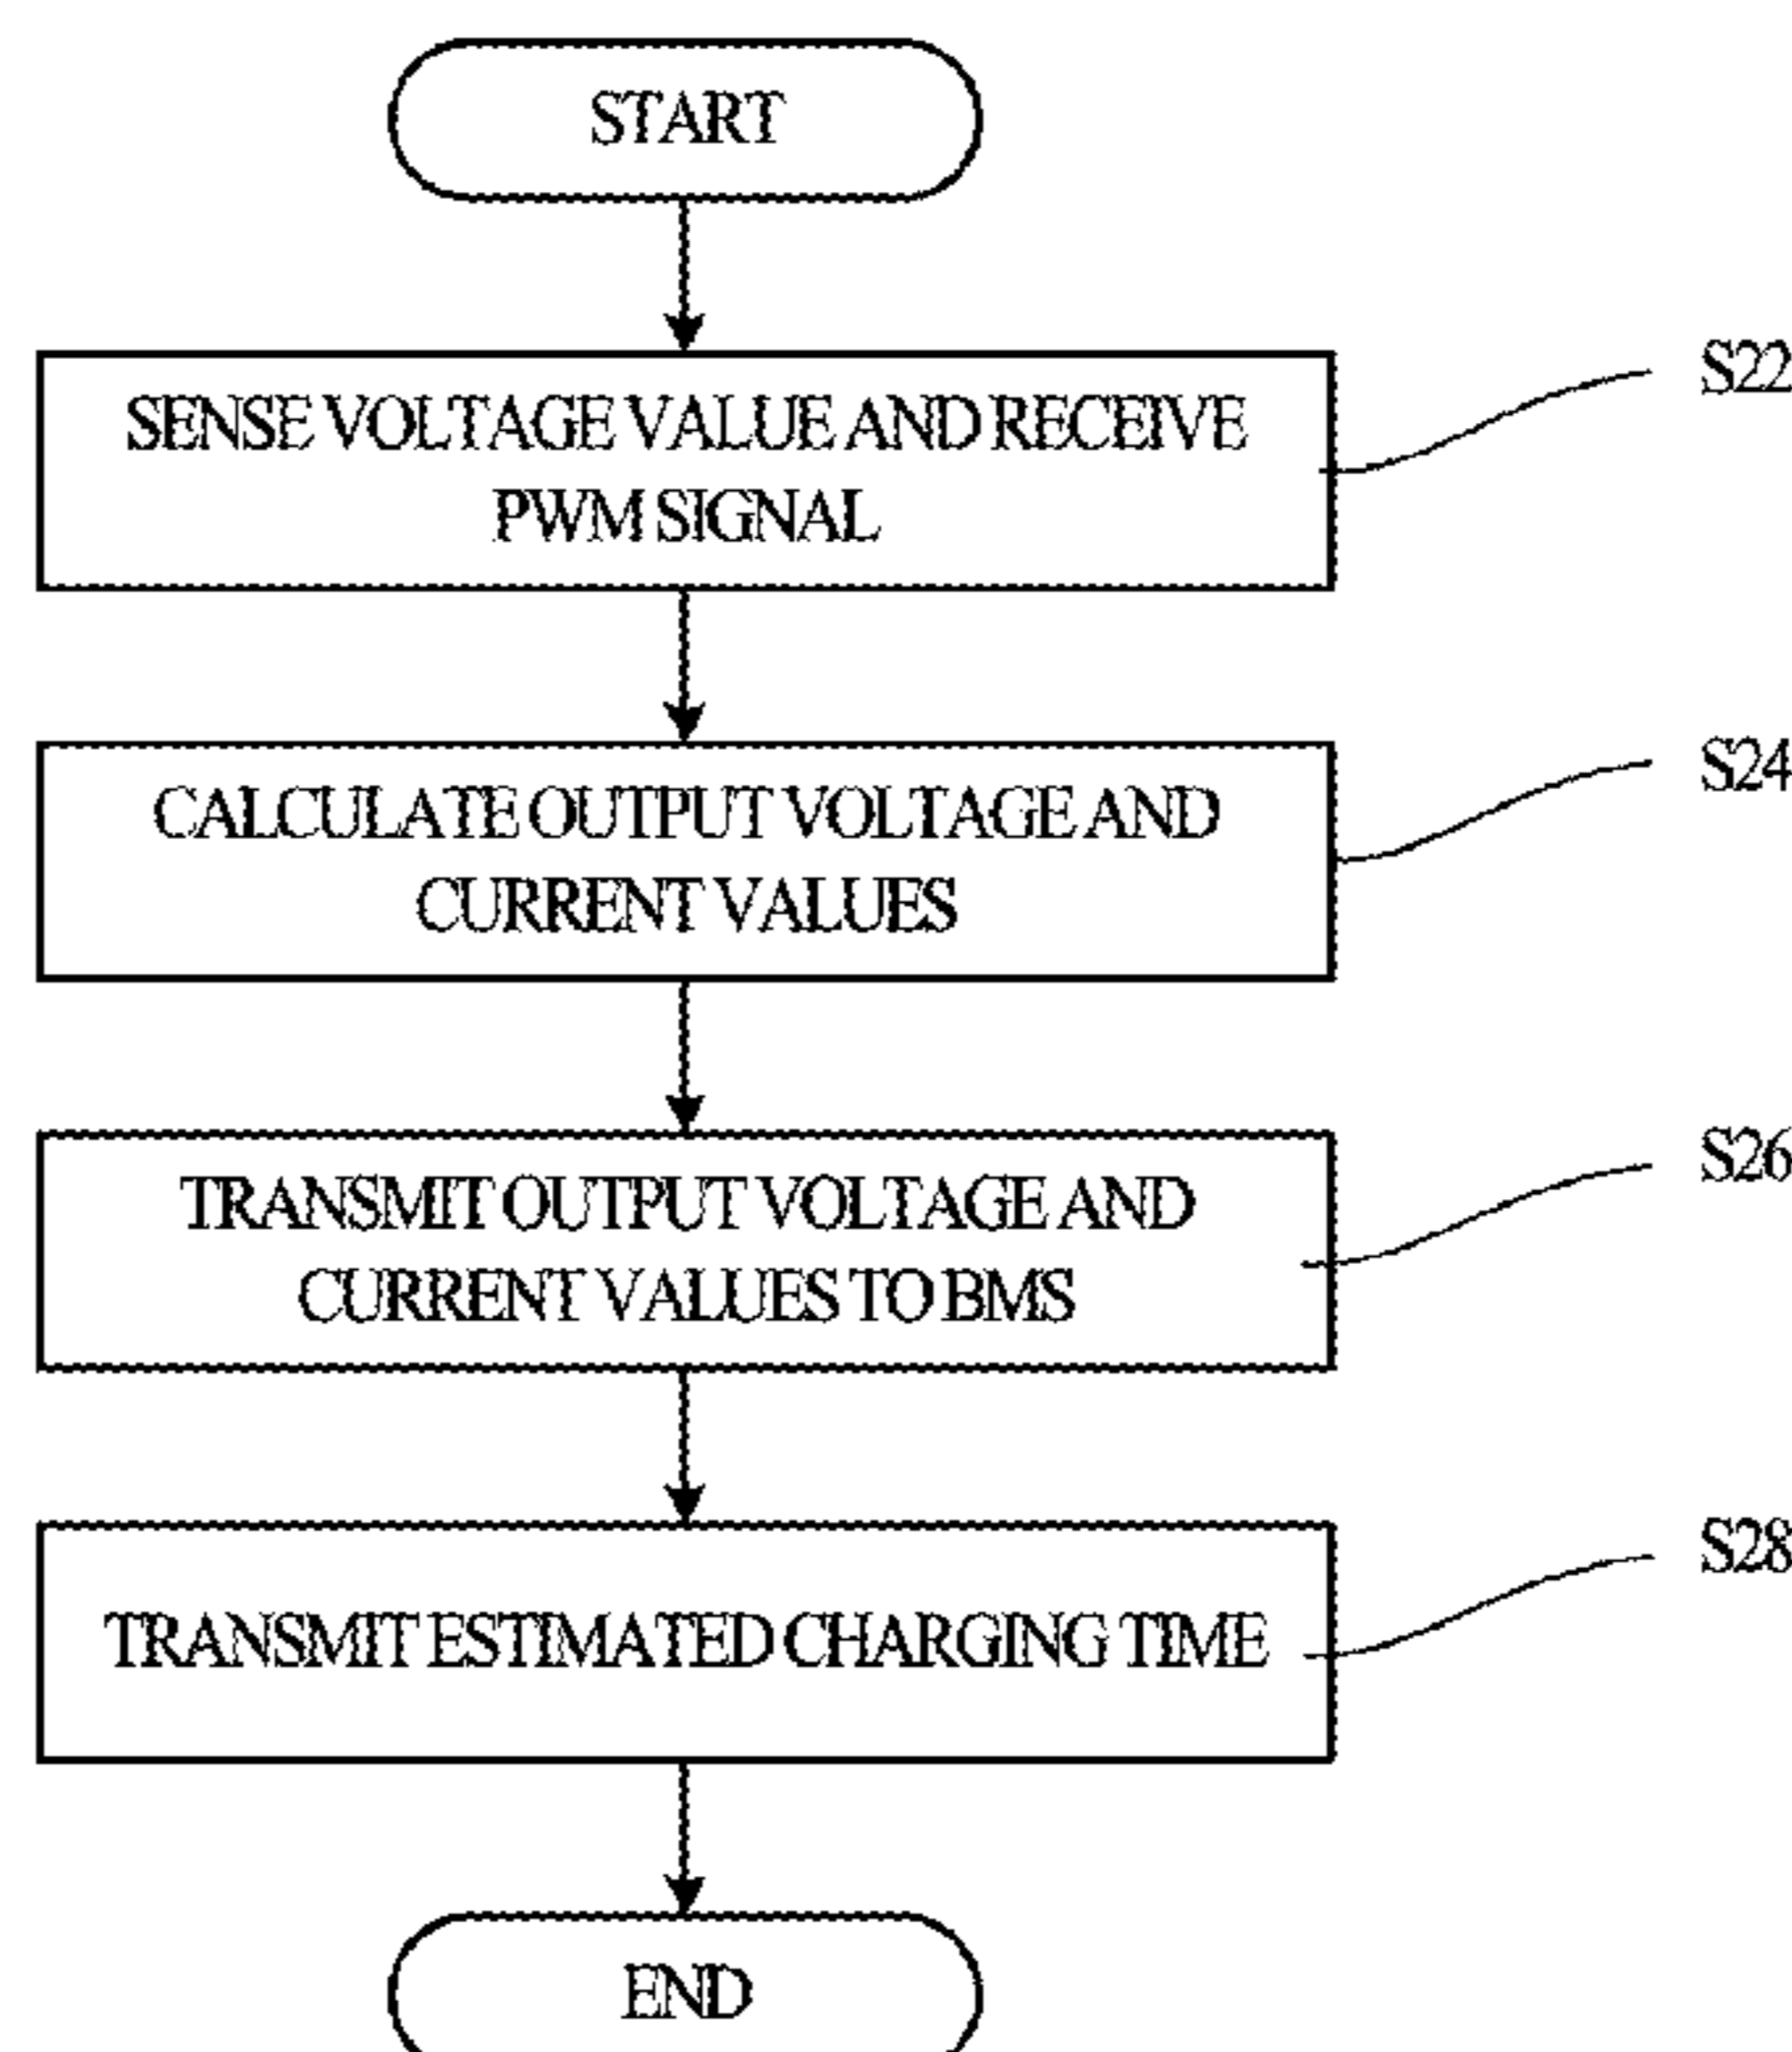 START
SENSE VOLTAGE VALUE AND RECEIVE
PWM SIGNAL
S22
CALCULATE OUTPUT VOLTAGE AND
CURRENT VALUES
S24
TRANSMIT OUTPUT VOLTAGE AND
CURRENT VALUES TO BMS
S26
TRANSMIT ESTIMATED CHARGING TIME
S28
END